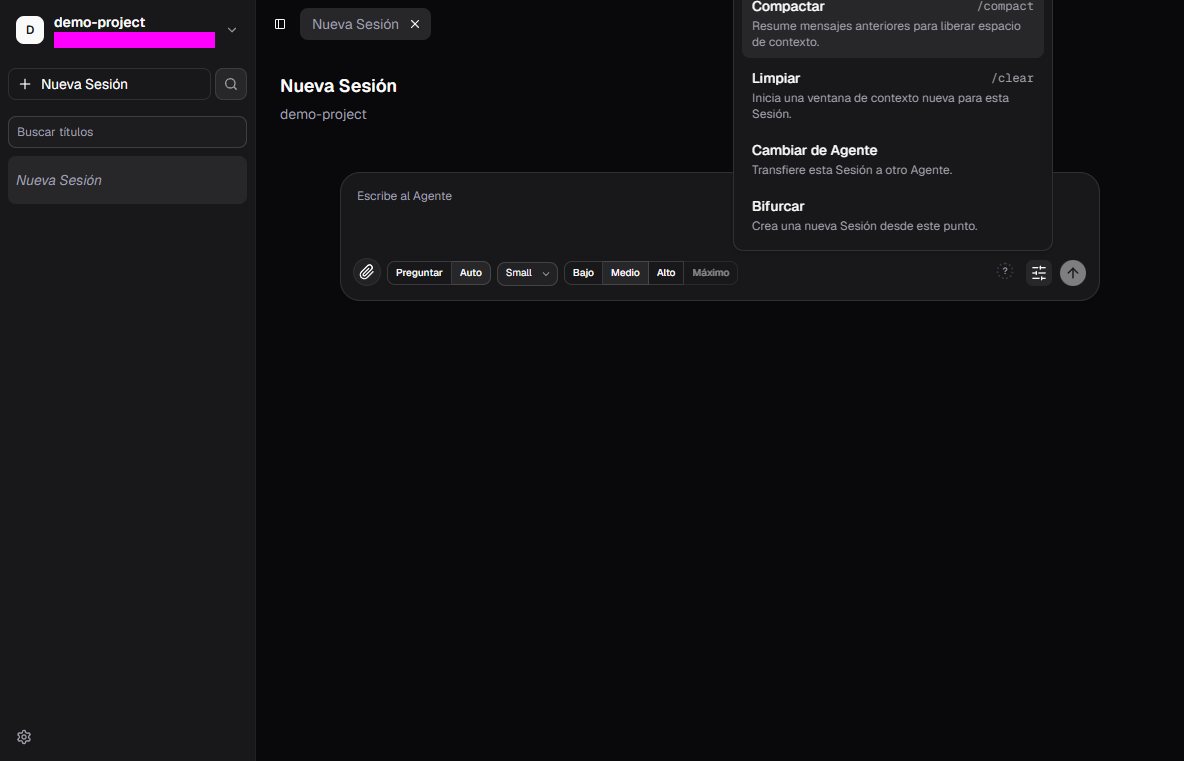 D
demo-project
Nueva Sesión
Buscar títulos
Nueva Sesión
Nueva Sesión
Nueva Sesión
demo-project
Compactar /compact
Resume mensajes anteriores para liberar espacio
de contexto.
Limpiar /clear
Inicia una ventana de contexto nueva para esta
Sesión.
Cambiar de Agente
Transfiere esta Sesión a otro Agente.
Bifurcar
Crea una nueva Sesión desde este punto.
Escribe al Agente
Preguntar Auto Small Bajo Medio Alto Máximo ?